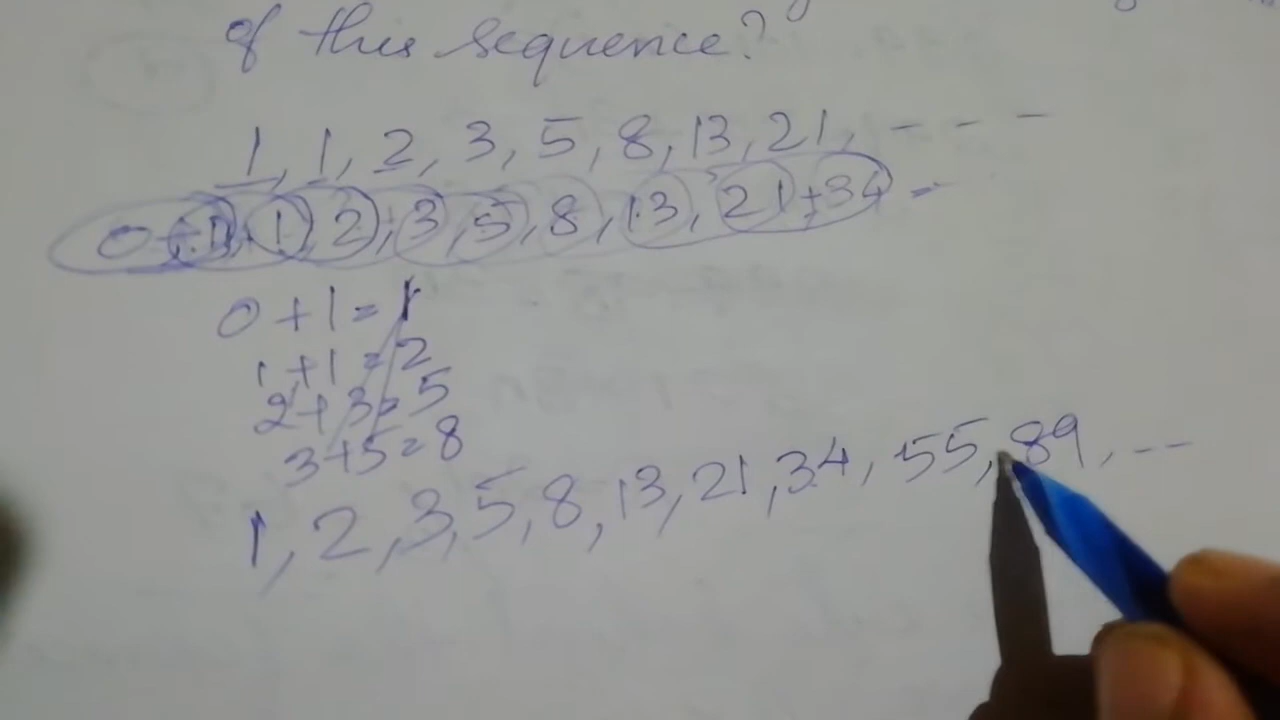 of this sequence?
1, 1, 2, 3, 5, 8, 13, 21, - - -
0+1, 1, 2, 3, 5, 8, 13, 21+34 =
0+1=1
1+1=2
2+3=5
3+5=8
1, 2, 3, 5, 8, 13, 21, 34, 55, 89, --